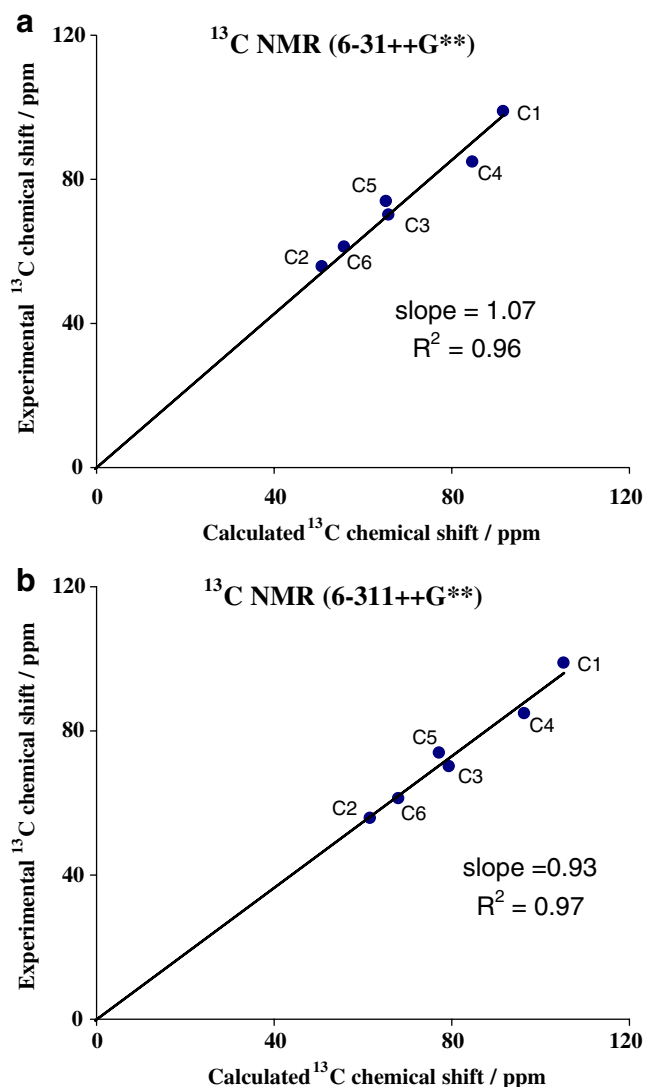 a
¹³C NMR (6-31++G**)
120
80
40
0
Experimental ¹³C chemical shift / ppm
C1
C4
C5
C3
C2
C6
slope = 1.07
R² = 0.96
0
40
80
120
Calculated ¹³C chemical shift / ppm
b
¹³C NMR (6-311++G**)
120
80
40
0
Experimental ¹³C chemical shift / ppm
C1
C4
C5
C3
C2
C6
slope =0.93
R² = 0.97
0
40
80
120
Calculated ¹³C chemical shift / ppm